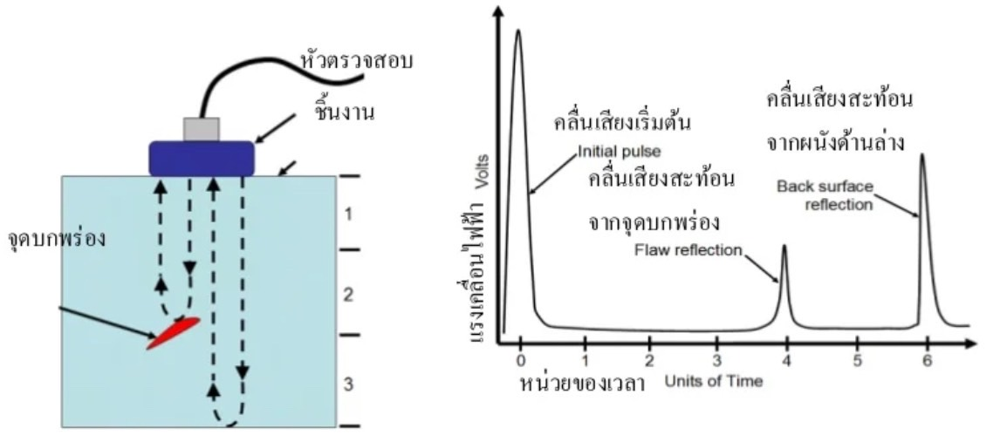 หัวตรวจสอบ
ชิ้นงาน
จุดบกพร่อง
1
2
3
แรงเคลื่อนไฟฟ้า Volts
คลื่นเสียงเริ่มต้น
Initial pulse
คลื่นเสียงสะท้อน
จากจุดบกพร่อง
Flaw reflection
คลื่นเสียงสะท้อน
จากผนังด้านล่าง
Back surface
reflection
0 1 2 3 4 5 6
หน่วยของเวลา Units of Time